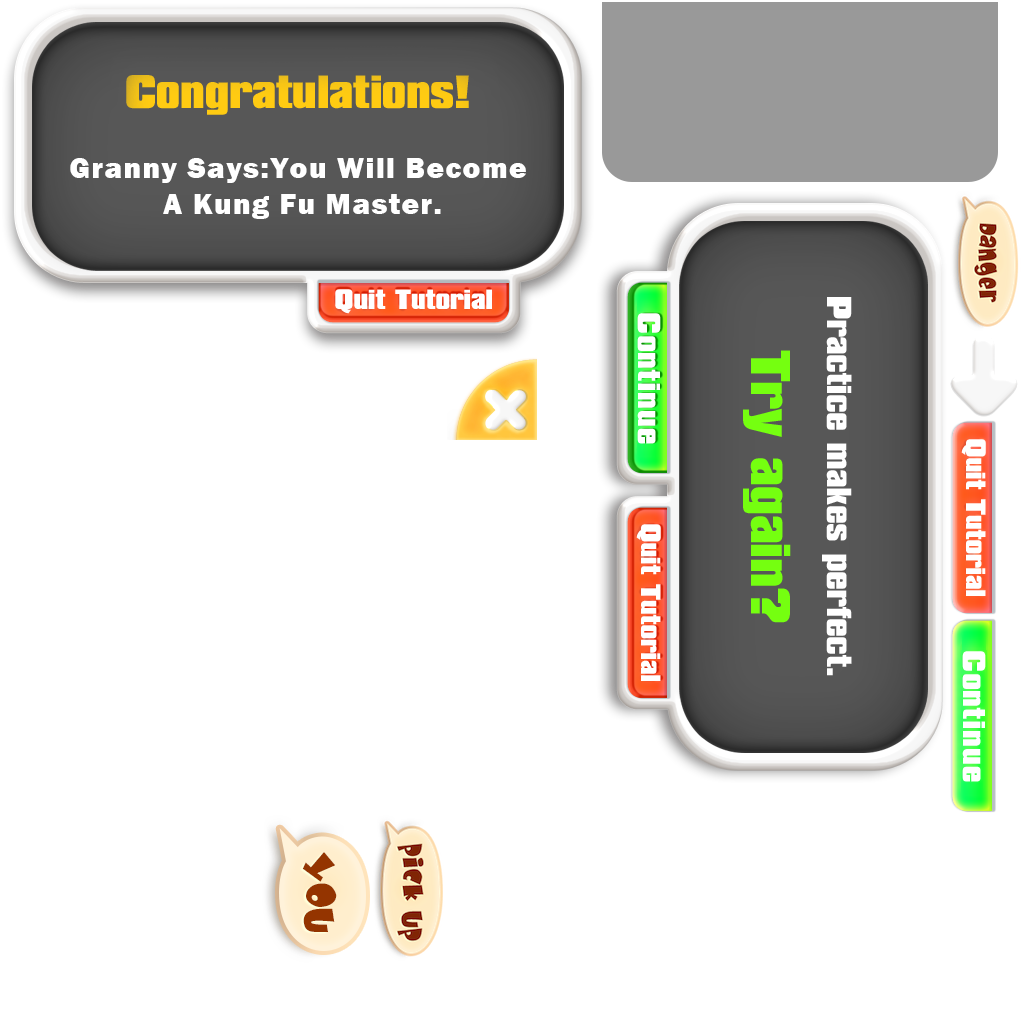 Congratulations!
Granny Says:You Will Become
A Kung Fu Master.
Quit Tutorial
Danger
Practice makes perfect.
Try again?
Continue
Quit Tutorial
Quit Tutorial
Continue
YOU
Pick Up